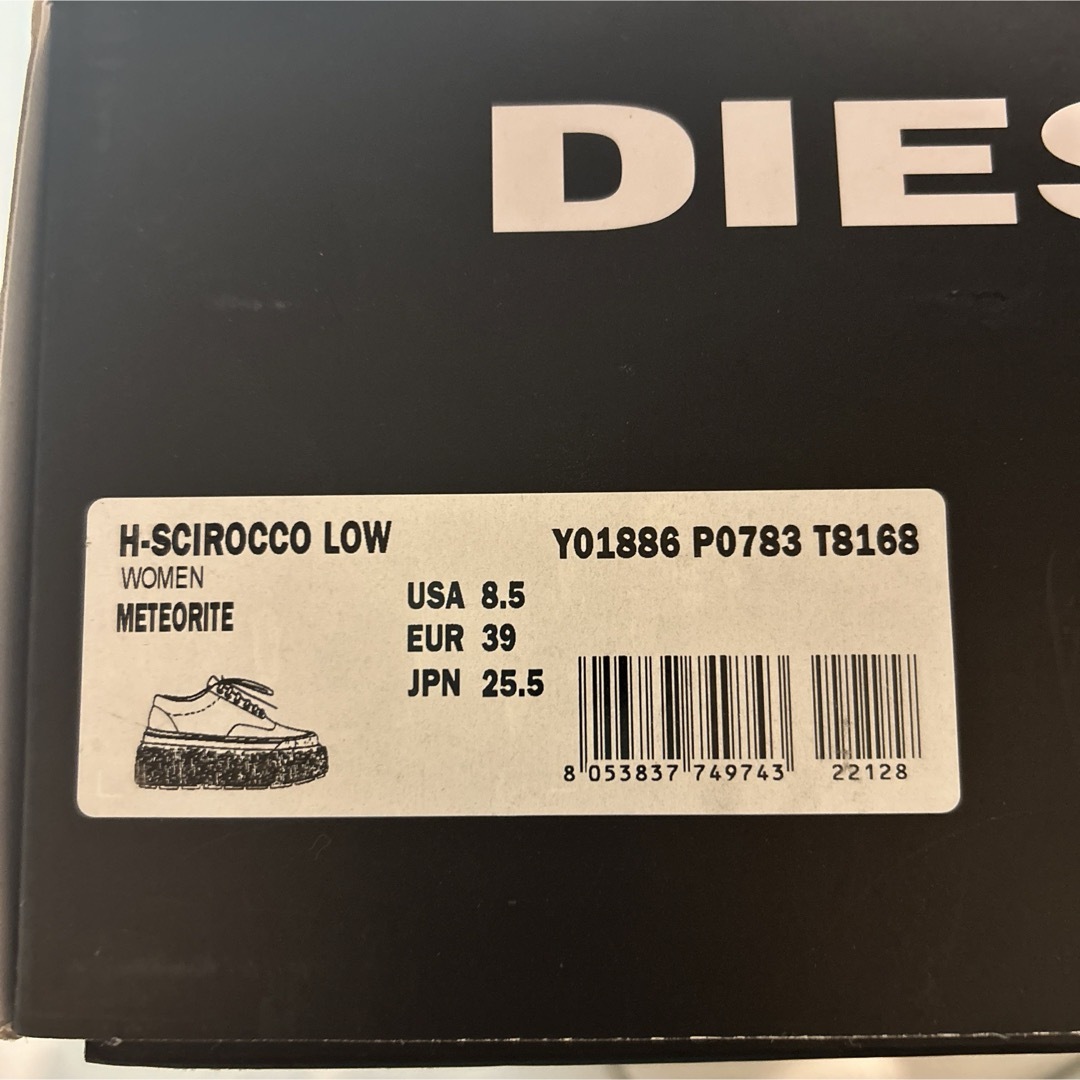 DIES
H-SCIROCCO LOW
WOMEN
METEORITE
Y01886 P0783 T8168
USA 8.5
EUR 39
JPN 25.5
8 053837 749743 22128